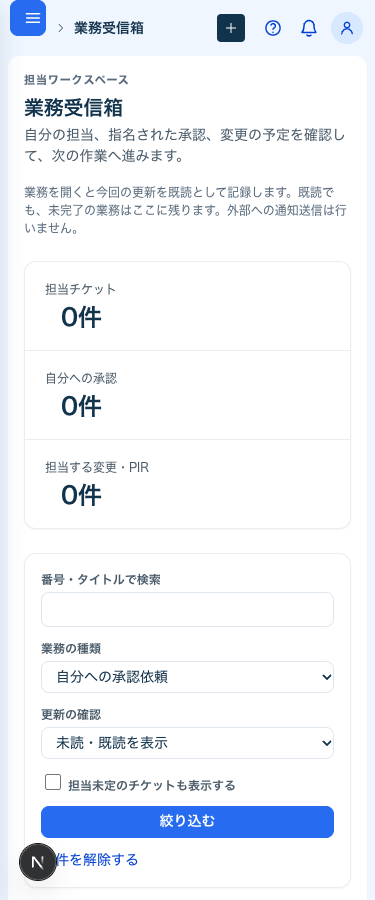 業務受信箱
担当ワークスペース
業務受信箱
自分の担当、指名された承認、変更の予定を確認し
て、次の作業へ進みます。
業務を開くと今回の更新を既読として記録します。既読で
も、未完了の業務はここに残ります。外部への通知送信は行
いません。
担当チケット
0件
自分への承認
0件
担当する変更・PIR
0件
番号・タイトルで検索
業務の種類
自分への承認依頼
更新の確認
未読・既読を表示
担当未定のチケットも表示する
絞り込む
N
件を解除する